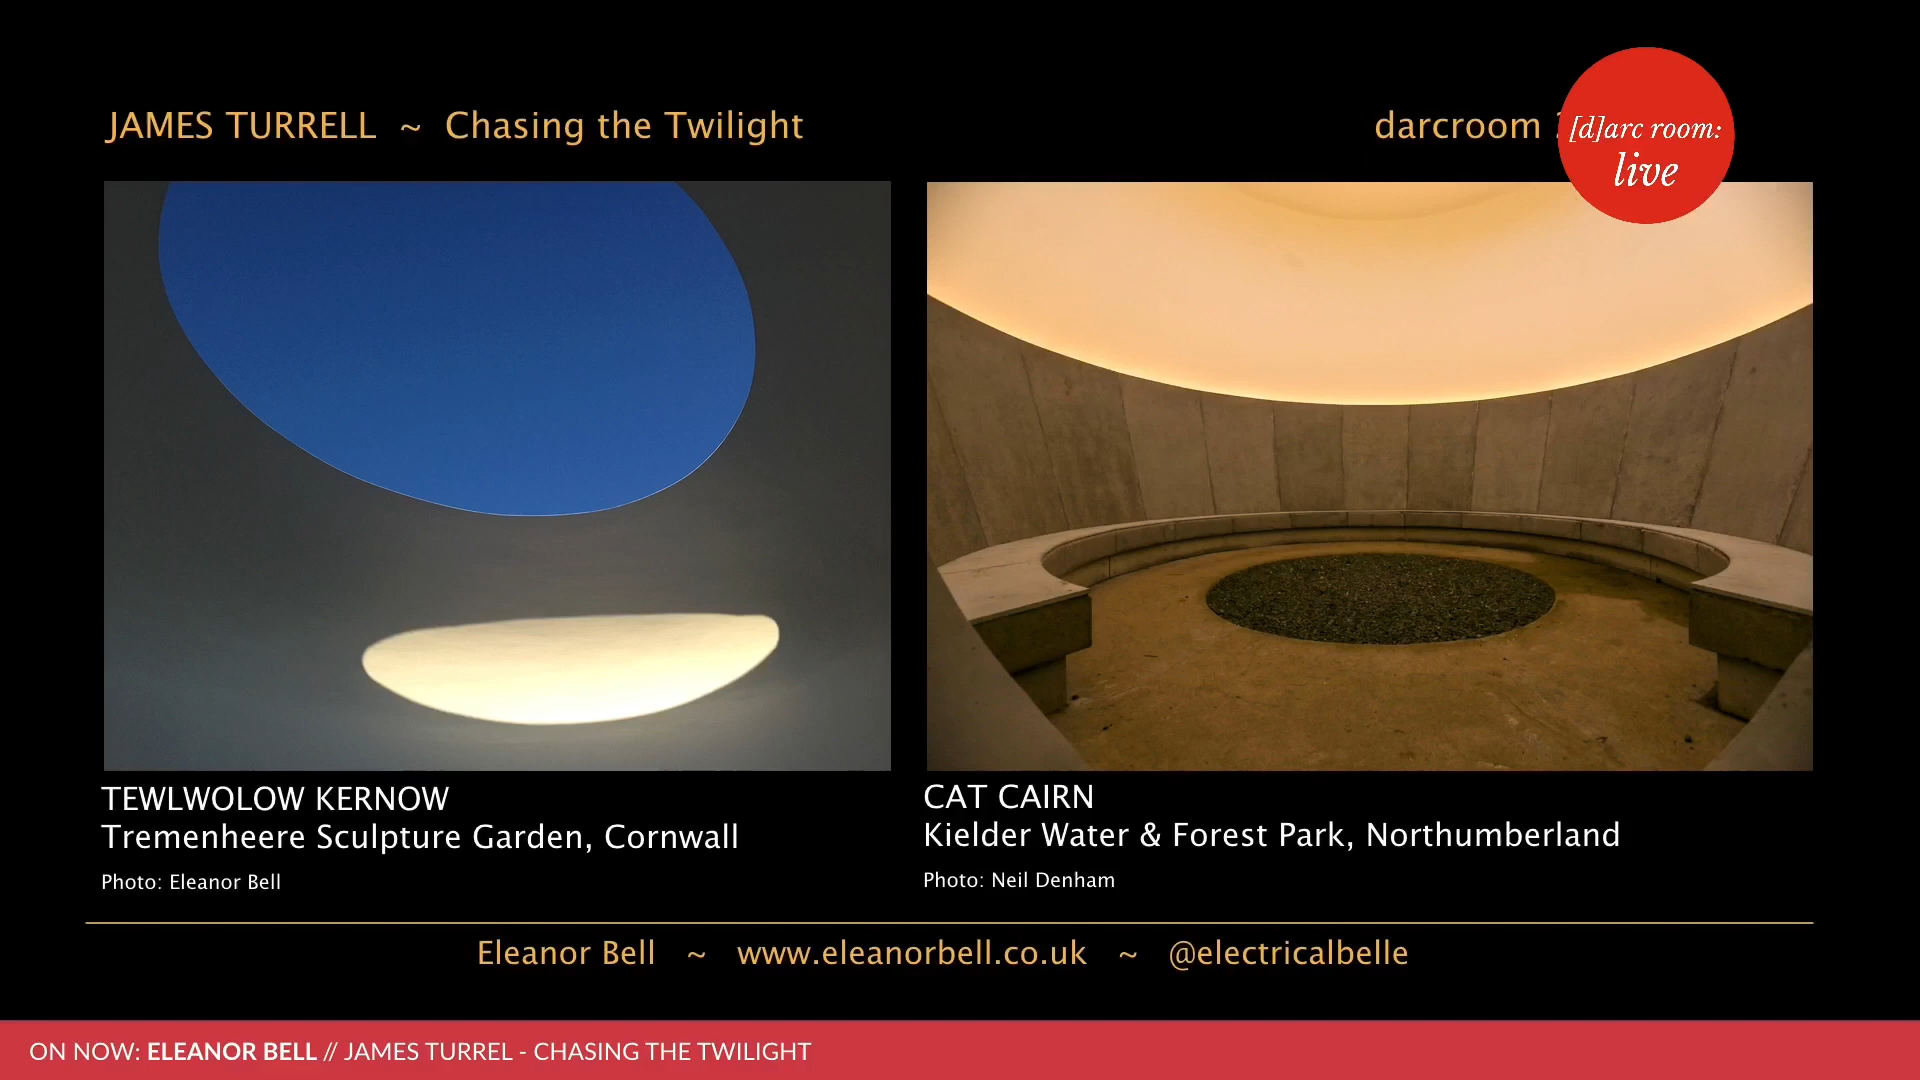 JAMES TURRELL ~ Chasing the Twilight
darcroom
[d]arc room:
live
TEWLWOLOW KERNOW
Tremenheere Sculpture Garden, Cornwall
Photo: Eleanor Bell
CAT CAIRN
Kielder Water & Forest Park, Northumberland
Photo: Neil Denham
Eleanor Bell ~ www.eleanorbell.co.uk ~ @electricalbelle
ON NOW: ELEANOR BELL // JAMES TURREL - CHASING THE TWILIGHT